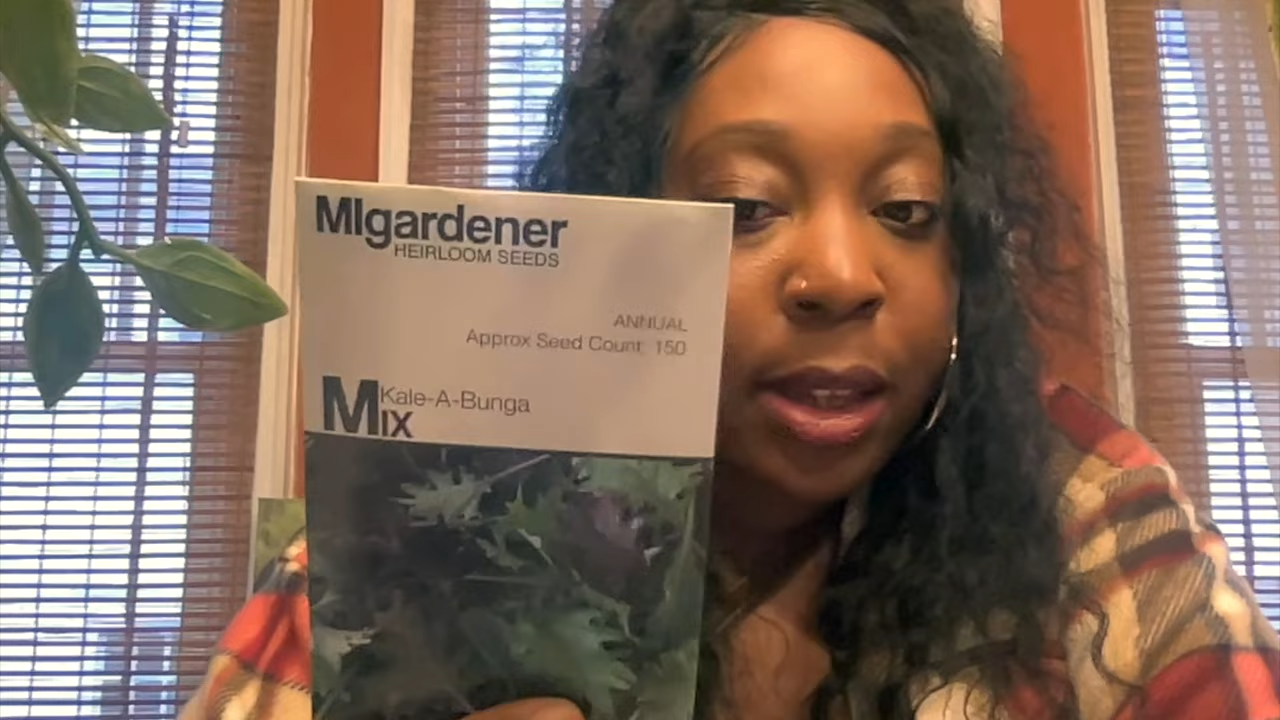 MIgardener
HEIRLOOM SEEDS
ANNUAL
Approx Seed Count: 150
Mix Kale-A-Bunga